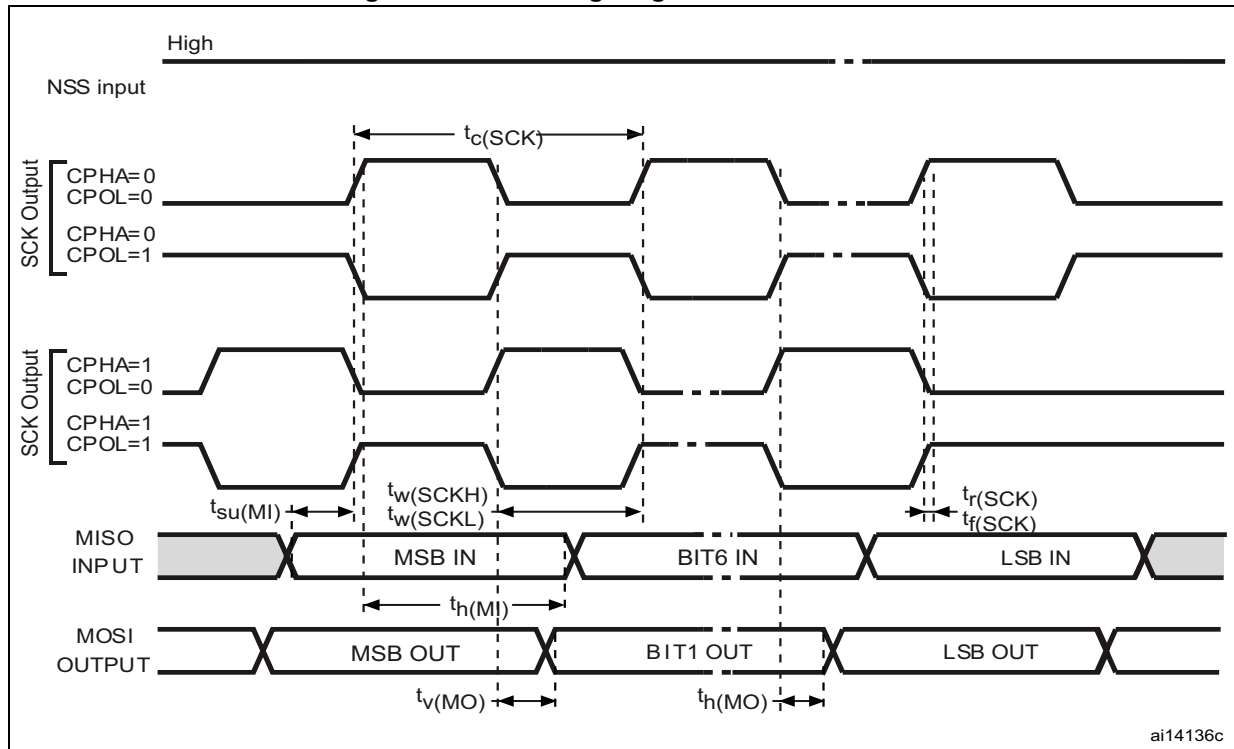 High
NSS input
tc(SCK)
SCK Output
CPHA=0
CPOL=0
CPHA=0
CPOL=1
SCK Output
CPHA=1
CPOL=0
CPHA=1
CPOL=1
tsu(MI)
tw(SCKH)
tw(SCKL)
tr(SCK)
tf(SCK)
MISO
INPUT
MSB IN
BIT6 IN
LSB IN
th(MI)
MOSI
OUTPUT
MSB OUT
BIT1 OUT
LSB OUT
tv(MO)
th(MO)
ai14136c